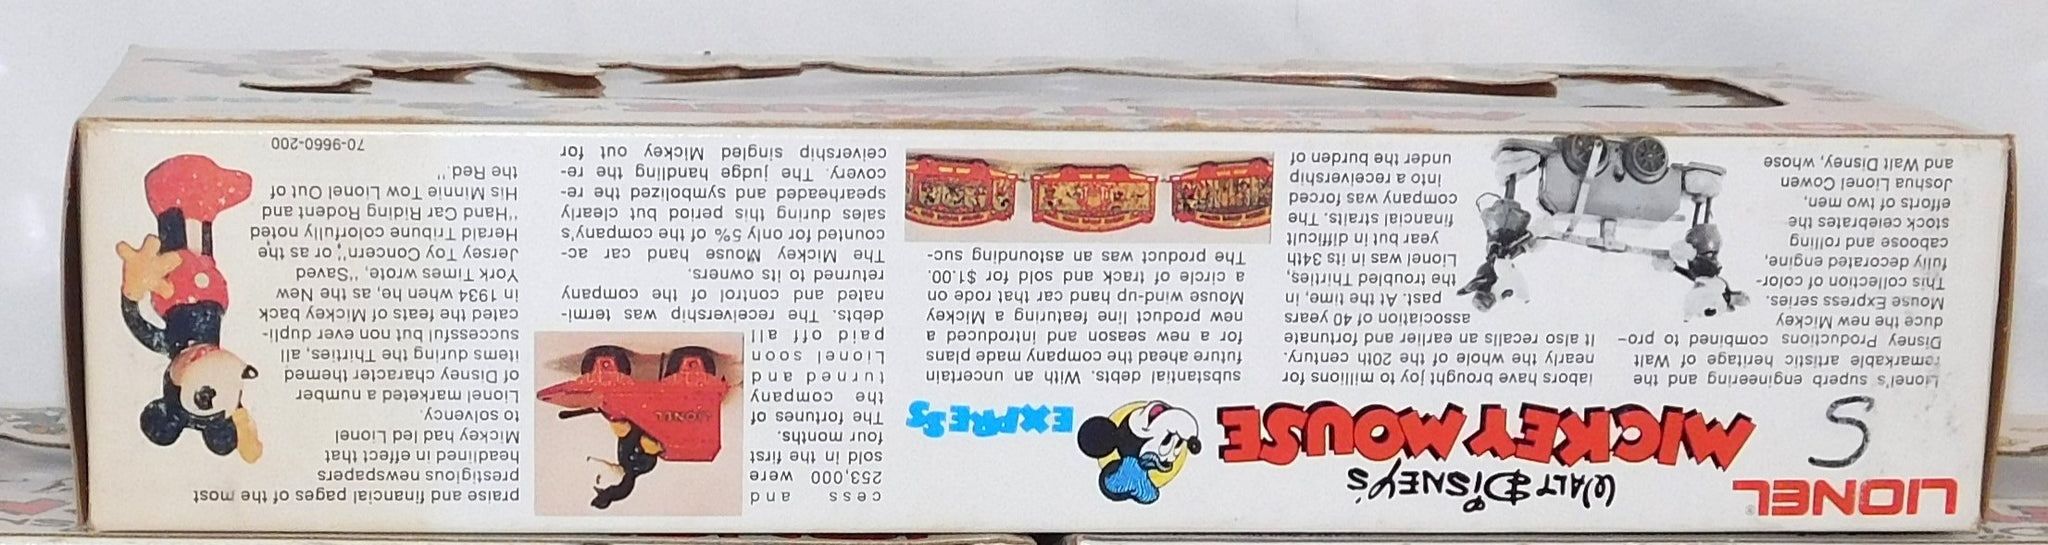 LIONEL®
S
WALT DISNEY'S
MICKEY MOUSE
EXPRESS
Lionel's superb engineering and the
remarkable artistic heritage of Walt
Disney Productions combined to pro-
duce the new Mickey
Mouse Express series.
This collection of color-
fully decorated engine,
caboose and rolling
stock celebrates the
efforts of two men,
Joshua Lionel Cowen
and Walt Disney, whose
labors have brought joy to millions for
nearly the whole of the 20th century.
It also recalls an earlier and fortunate
association of 40 years
past. At the time, in
the troubled Thirties,
Lionel was in its 34th
year but in difficult
financial straits. The
company was forced
into a receivership
under the burden of
substantial debts. With an uncertain
future ahead the company made plans
for a new season and introduced a
new product line featuring a Mickey
Mouse wind-up hand car that rode on
a circle of track and sold for $1.00.
The product was an astounding suc-
cess and
253,000 were
sold in the first
four months.
The fortunes of
the company
turned and
Lionel soon
paid off all
debts. The receivership was termi-
nated and control of the company
returned to its owners.
The Mickey Mouse hand car ac-
counted for only 5% of the company's
sales during this period but clearly
spearheaded and symbolized the re-
covery. The judge handling the re-
ceivership singled Mickey out for
LIONEL
praise and financial pages of the most
prestigious newspapers
headlined in effect that
Mickey had led Lionel
to solvency.
Lionel marketed a number
of Disney character themed
items during the Thirties, all
successful but non ever dupli-
cated the feats of Mickey back
in 1934 when he, as the New
York Times wrote, "Saved
Jersey Toy Concern", or as the
Herald Tribune colorfully noted
"Hand Car Riding Rodent and
His Minnie Tow Lionel Out of
the Red."
70-9660-200